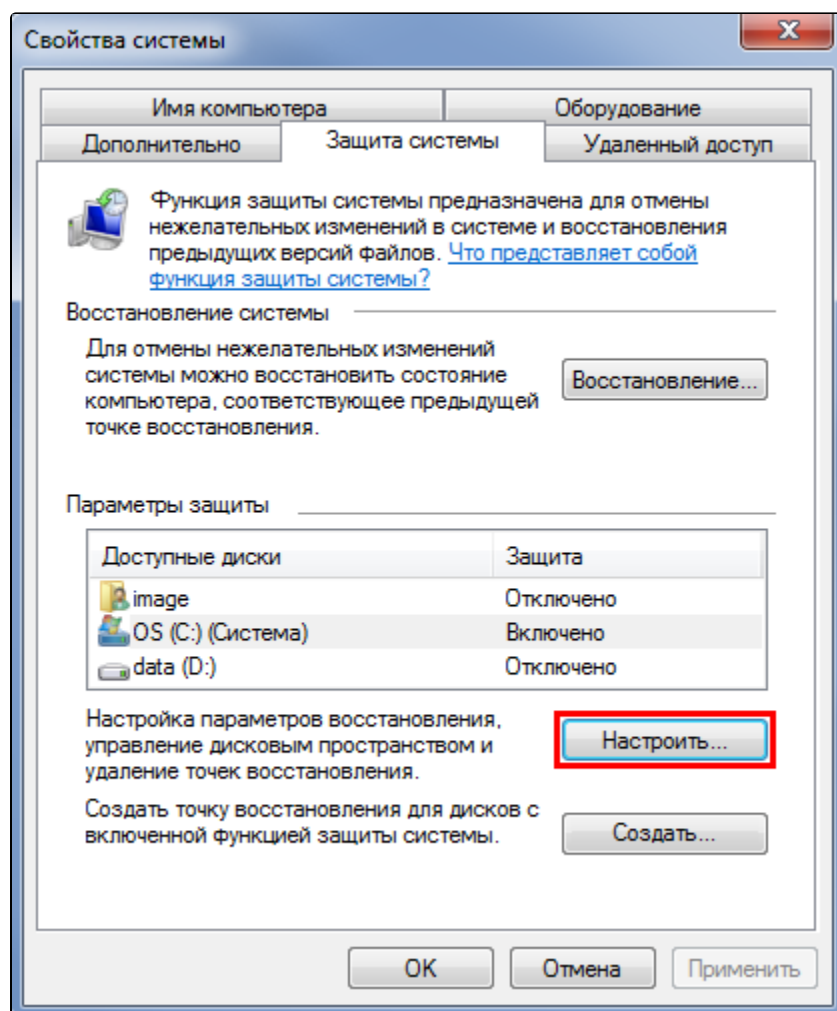 Свойства системы
Имя компьютера
Оборудование
Дополнительно
Защита системы
Удаленный доступ
Функция защиты системы предназначена для отмены
нежелательных изменений в системе и восстановления
предыдущих версий файлов. Что представляет собой
функция защиты системы?
Восстановление системы
Для отмены нежелательных изменений
системы можно восстановить состояние
компьютера, соответствующее предыдущей
точке восстановления.
Восстановление...
Параметры защиты
Доступные диски Защита
image Отключено
OS (C:) (Система) Включено
data (D:) Отключено
Настройка параметров восстановления,
управление дисковым пространством и
удаление точек восстановления.
Настроить...
Создать точку восстановления для дисков с
включенной функцией защиты системы.
Создать...
OK
Отмена
Применить